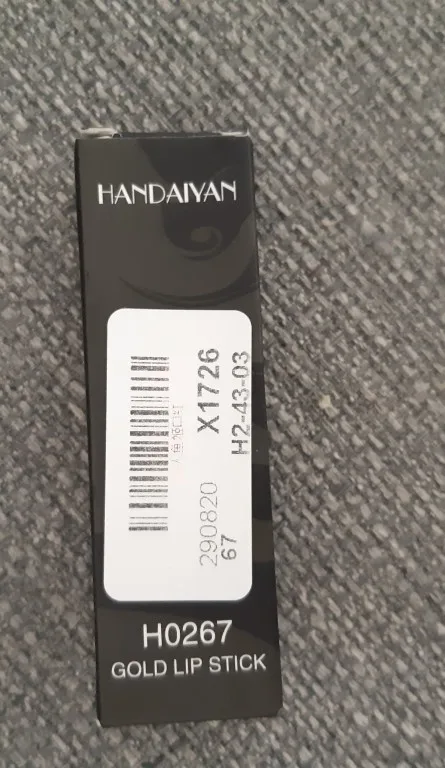 HANDAIYAN
X1726
H2-43-03
290820
67
H0267
GOLD LIP STICK